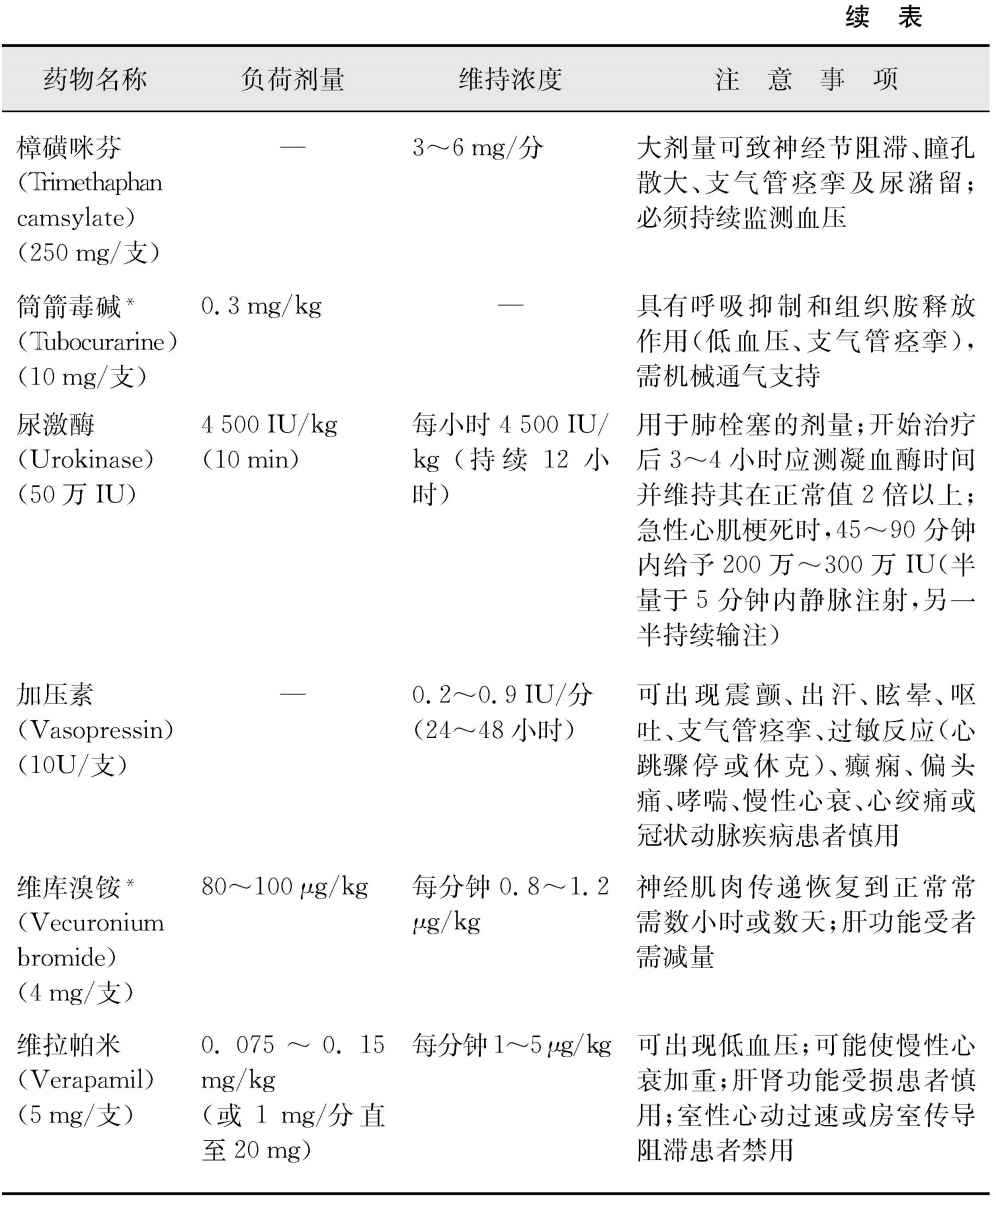 续 表
药物名称 负荷剂量 维持浓度 注 意 事 项
樟磺咪芬 — 3～6 mg/分 大剂量可致神经节阻滞、瞳孔
(Trimethaphan 散大、支气管痉挛及尿潴留；
camsylate) 必须持续监测血压
(250 mg/支)
筒箭毒碱* 0.3 mg/kg — 具有呼吸抑制和组织胺释放
(Tubocurarine) 作用(低血压、支气管痉挛)，
(10 mg/支) 需机械通气支持
尿激酶 4 500 IU/kg 每小时 4 500 IU/ 用于肺栓塞的剂量；开始治疗
(Urokinase) (10 min) kg (持续 12 小 后 3～4 小时应测凝血酶时间
(50 万 IU) 时) 并维持其在正常值 2 倍以上；
急性心肌梗死时，45～90 分钟
内给予 200 万～300 万 IU(半
量于 5 分钟内静脉注射，另一
半持续输注)
加压素 — 0.2～0.9 IU/分 可出现震颤、出汗、眩晕、呕
(Vasopressin) (24～48 小时) 吐、支气管痉挛、过敏反应(心
(10U/支) 跳骤停或休克)、癫痫、偏头
痛、哮喘、慢性心衰、心绞痛或
冠状动脉疾病患者慎用
维库溴铵* 80～100 μg/kg 每分钟 0.8～1.2 神经肌肉传递恢复到正常常
(Vecuronium μg/kg 需数小时或数天；肝功能受者
bromide) 需减量
(4 mg/支)
维拉帕米 0.075 ～ 0.15 每分钟 1～5 μg/kg 可出现低血压；可能使慢性心
(Verapamil) mg/kg 衰加重；肝肾功能受损患者慎
(5 mg/支) (或 1 mg/分直 用；室性心动过速或房室传导
至 20 mg) 阻滞患者禁用